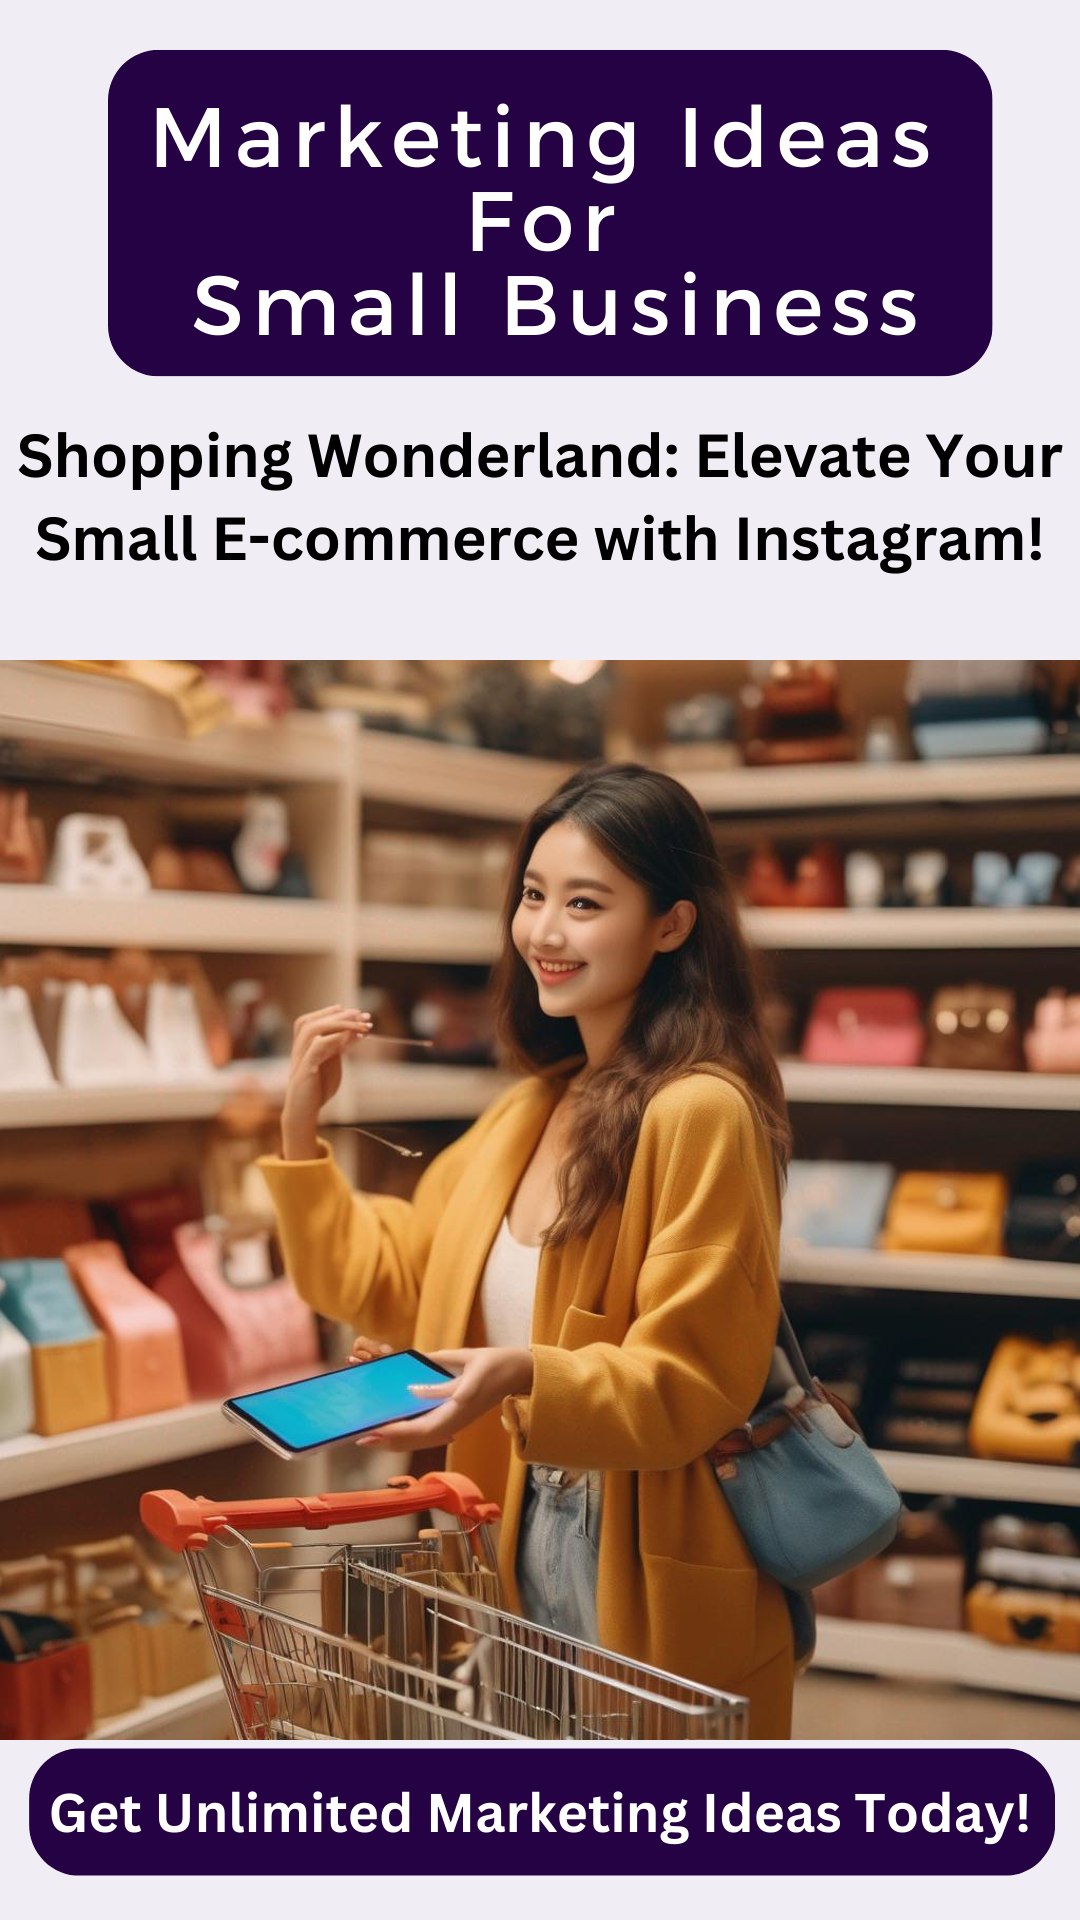 Marketing Ideas
For
Small Business
Shopping Wonderland: Elevate Your
Small E-commerce with Instagram!
Get Unlimited Marketing Ideas Today!